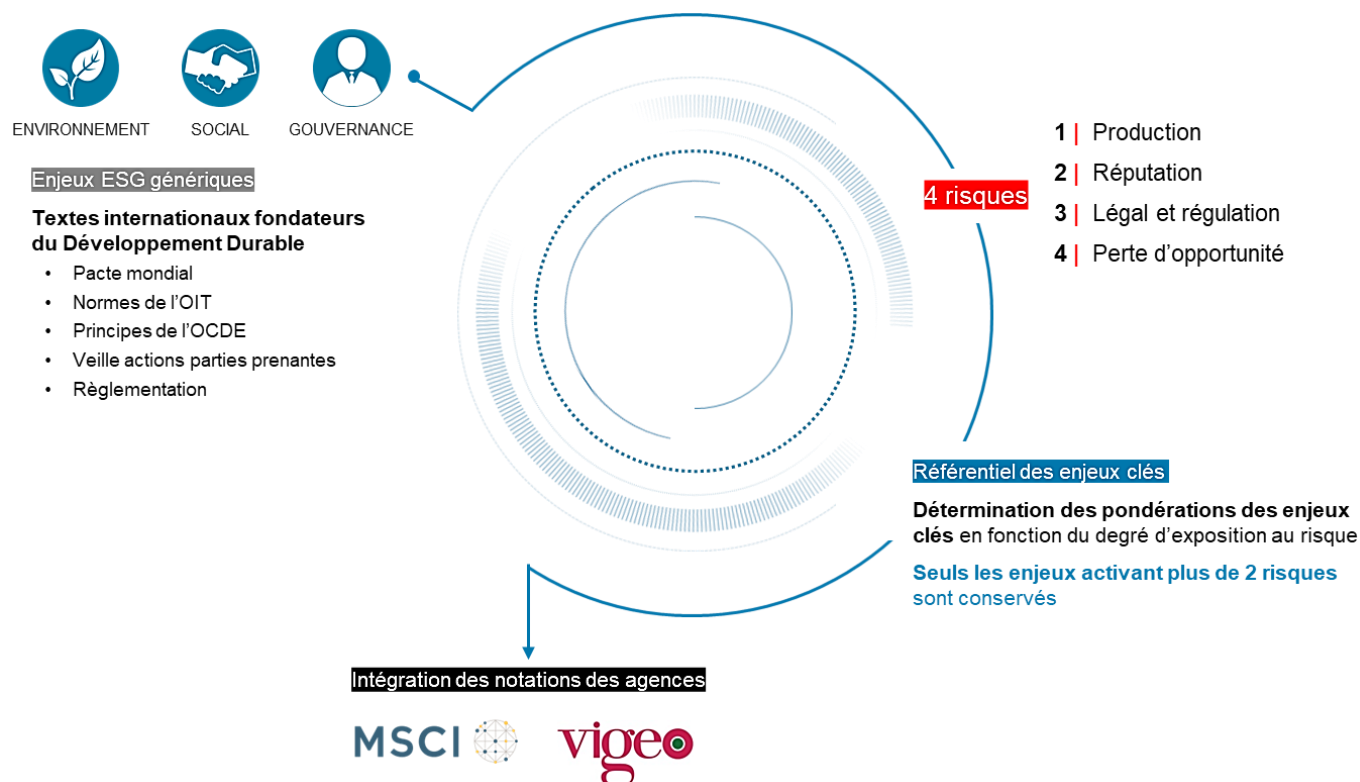 ENVIRONNEMENT
SOCIAL
GOUVERNANCE
Enjeux ESG génériques
Textes internationaux fondateurs
du Développement Durable
• Pacte mondial
• Normes de l'OIT
• Principes de l'OCDE
• Veille actions parties prenantes
• Règlementation
4 risques
1 | Production
2 | Réputation
3 | Légal et régulation
4 | Perte d'opportunité
Référentiel des enjeux clés
Détermination des pondérations des enjeux
clés en fonction du degré d'exposition au risque
Seuls les enjeux activant plus de 2 risques
sont conservés
Intégration des notations des agences
MSCI
vigeo